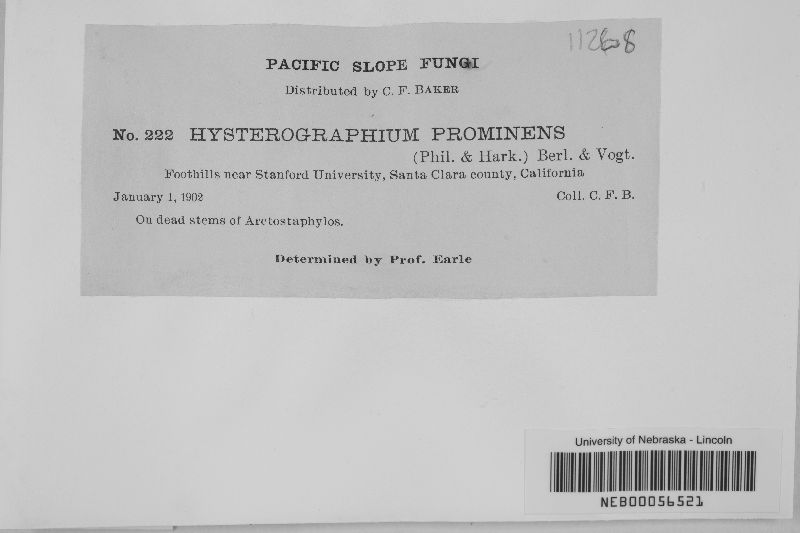 PACIFIC SLOPE FUNGI
Distributed by C. F. BAKER
No. 222 HYSTEROGRAPHIUM PROMINENS
(Phil. & Hark.) Berl. & Vogt.
Foothills near Stanford University, Santa Clara county, California
January 1, 1902 Coll. C. F. B.
On dead stems of Arctostaphylos.
Determined by Prof. Earle
University of Nebraska - Lincoln
NEB00056521